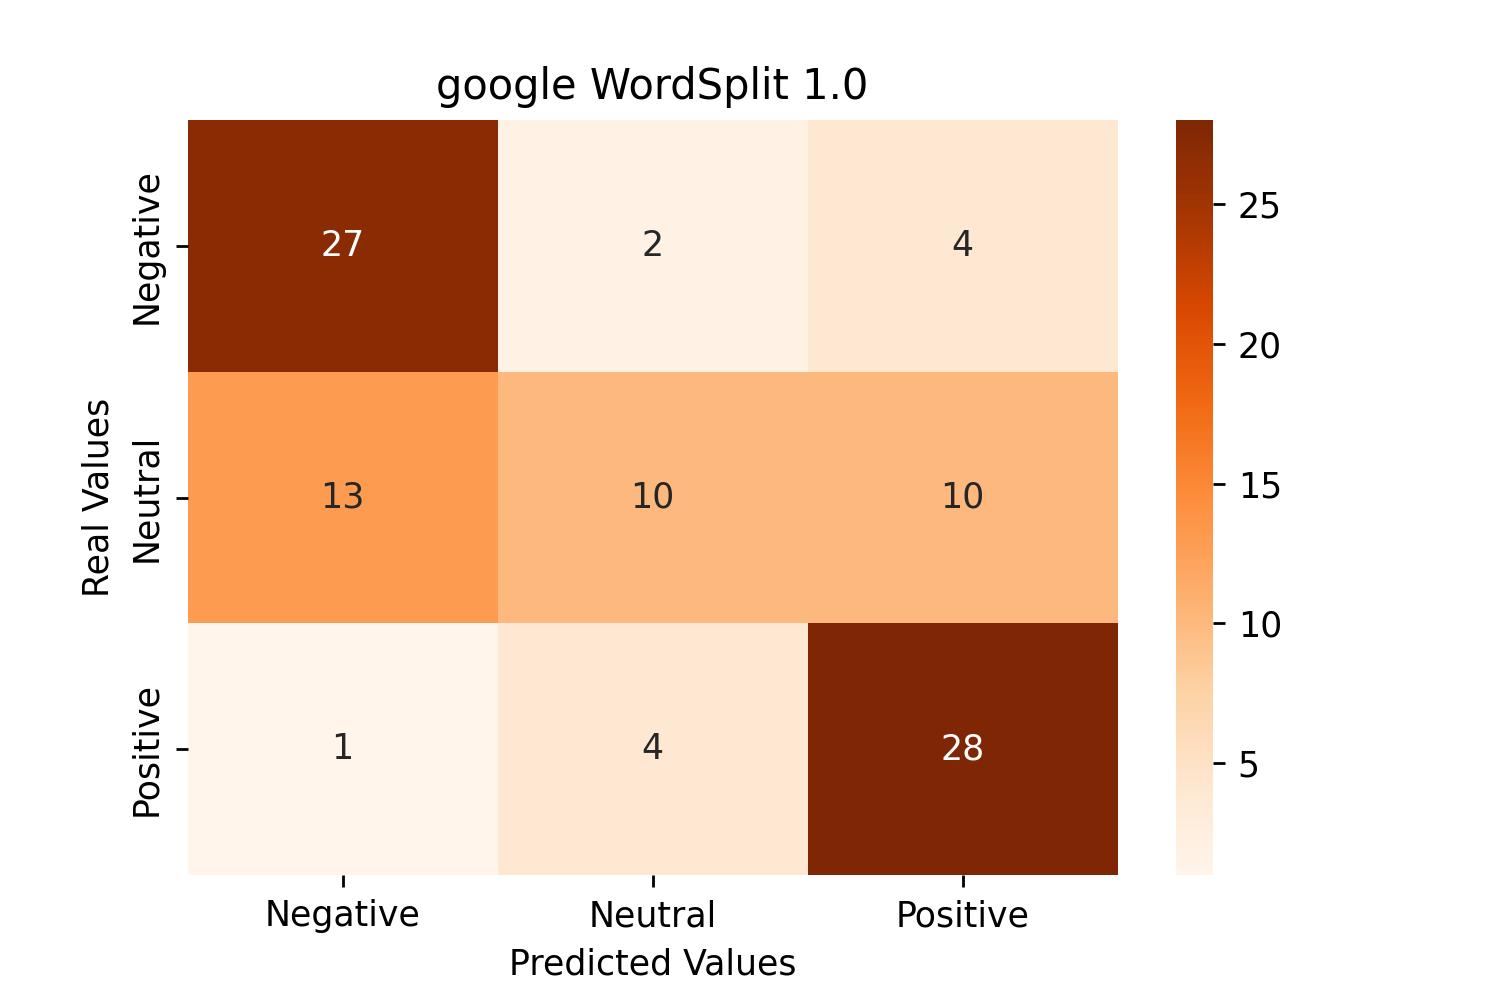 google WordSplit 1.0
Real Values
Negative
27 2 4
Neutral
13 10 10
Positive
1 4 28
Negative Neutral Positive
Predicted Values
25
20
15
10
5